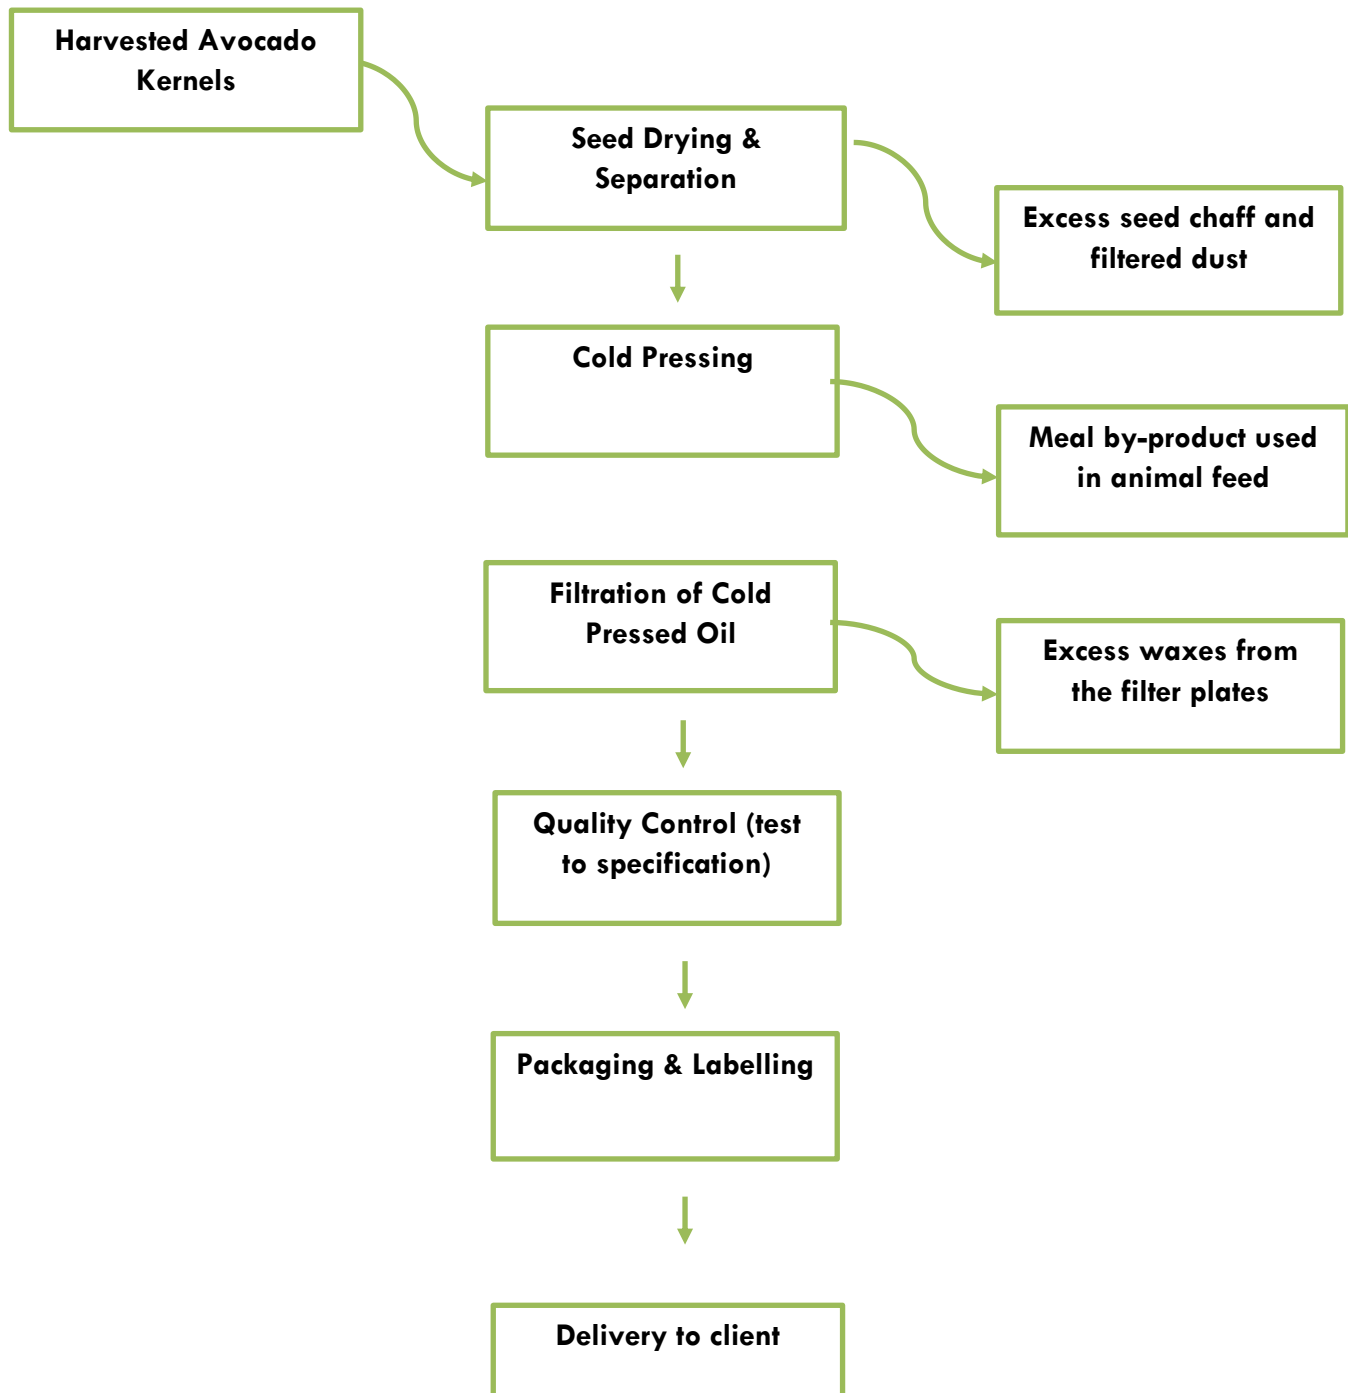 Harvested Avocado
Kernels
Seed Drying &
Separation
Excess seed chaff and
filtered dust
Cold Pressing
Meal by-product used
in animal feed
Filtration of Cold
Pressed Oil
Excess waxes from
the filter plates
Quality Control (test
to specification)
Packaging & Labelling
Delivery to client